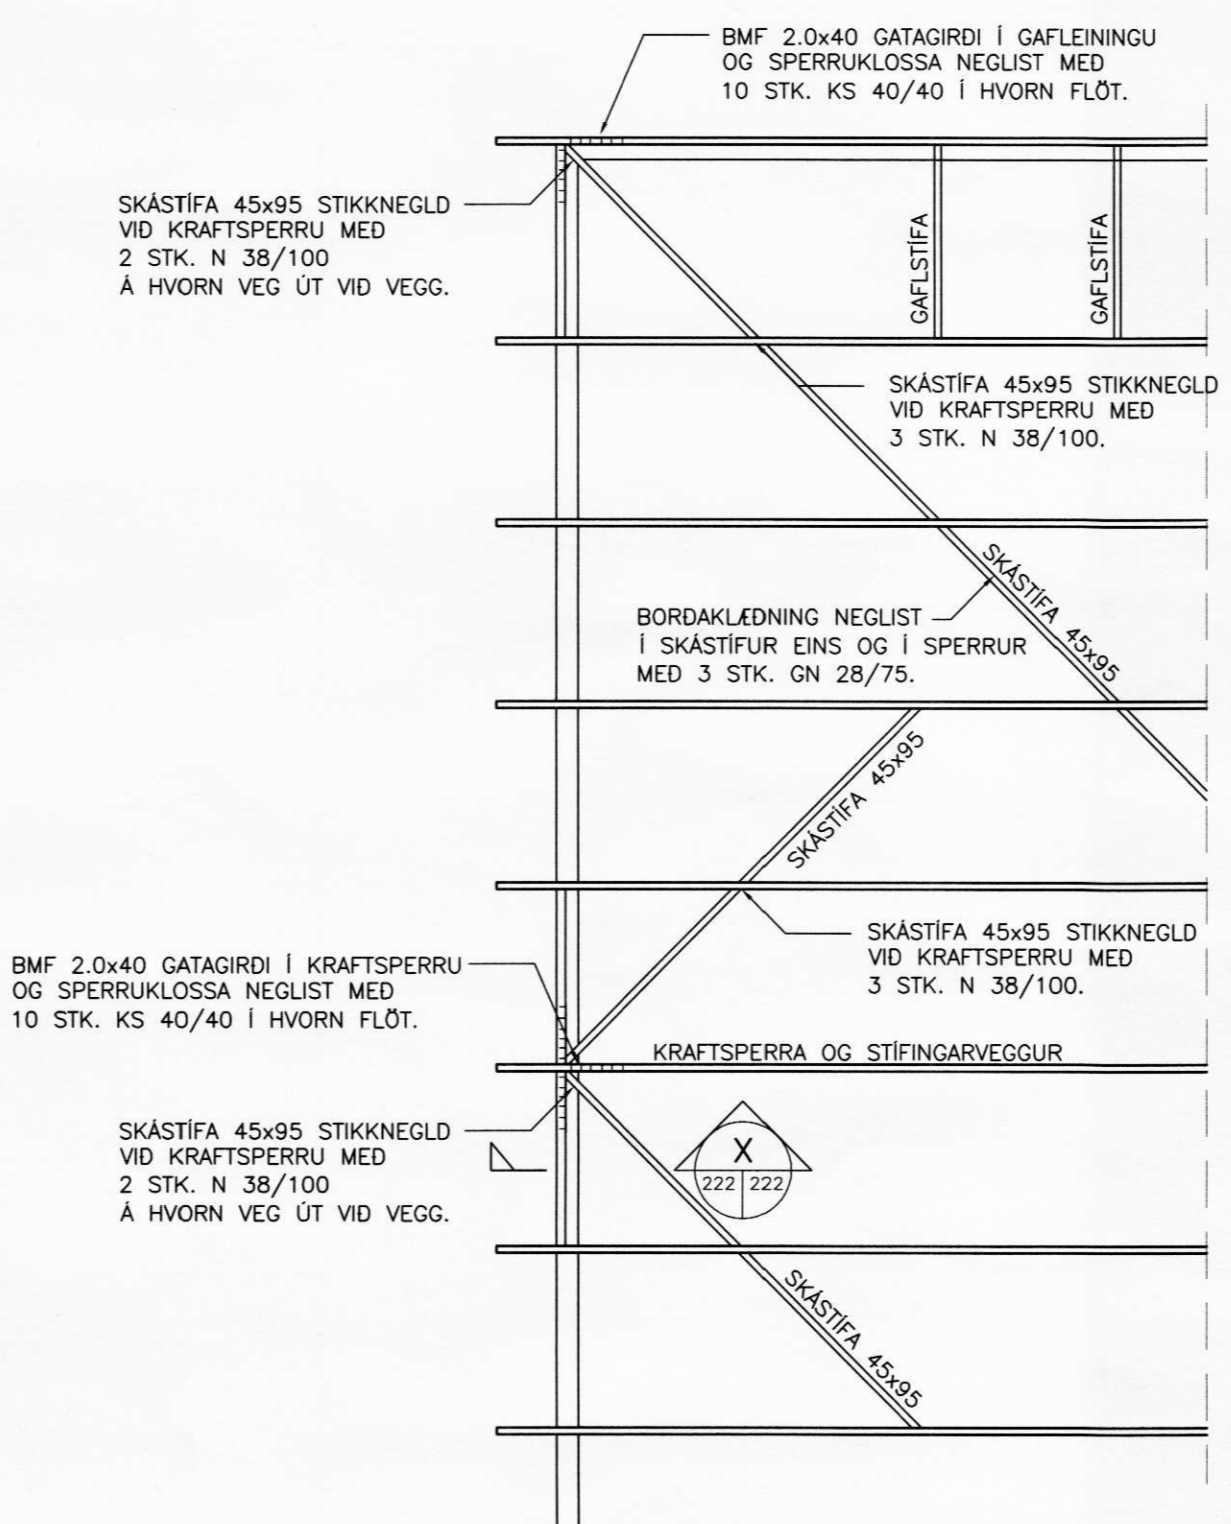 BMF 2.0x40 GATAGIRÐI Í GAFLEININGU
OG SPERRUKLOSSA NEGLIST MEÐ
10 STK. KS 40/40 Í HVORN FLÖT.
SKÁSTÍFA 45x95 STIKKNEGLD
VIÐ KRAFTSPERRU MEÐ
2 STK. N 38/100
Á HVORN VEG ÚT VIÐ VEGG.
GAFLSTÍFA
GAFLSTÍFA
SKÁSTÍFA 45x95 STIKKNEGLD
VIÐ KRAFTSPERRU MEÐ
3 STK. N 38/100.
SKÁSTÍFA 45x95
BORÐAKLÆÐNING NEGLIST
Í SKÁSTÍFUR EINS OG Í SPERRUR
MEÐ 3 STK. GN 28/75.
SKÁSTÍFA 45x95
SKÁSTÍFA 45x95 STIKKNEGLD
VIÐ KRAFTSPERRU MEÐ
3 STK. N 38/100.
BMF 2.0x40 GATAGIRÐI Í KRAFTSPERRU
OG SPERRUKLOSSA NEGLIST MEÐ
10 STK. KS 40/40 Í HVORN FLÖT.
KRAFTSPERRA OG STÍFINGARVEGGUR
SKÁSTÍFA 45x95 STIKKNEGLD
VIÐ KRAFTSPERRU MEÐ
2 STK. N 38/100
Á HVORN VEG ÚT VIÐ VEGG.
X
222 222
SKÁSTÍFA 45x95